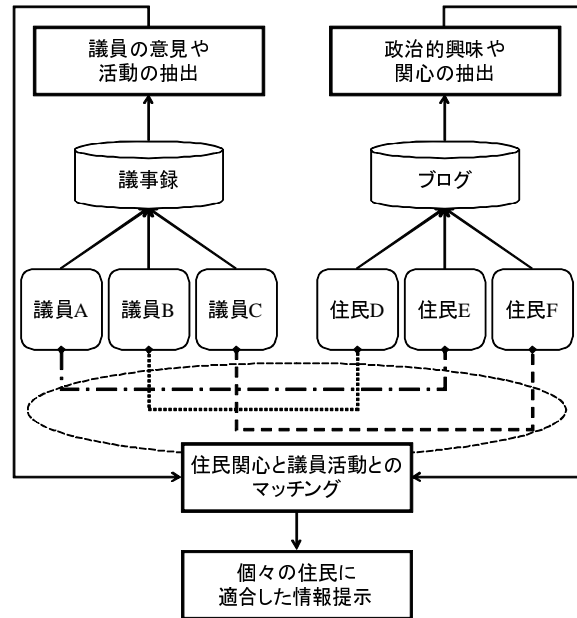 議員の意見や
活動の抽出
政治的興味や
関心の抽出
議事録
ブログ
議員A
議員B
議員C
住民D
住民E
住民F
住民関心と議員活動との
マッチング
個々の住民に
適合した情報提示